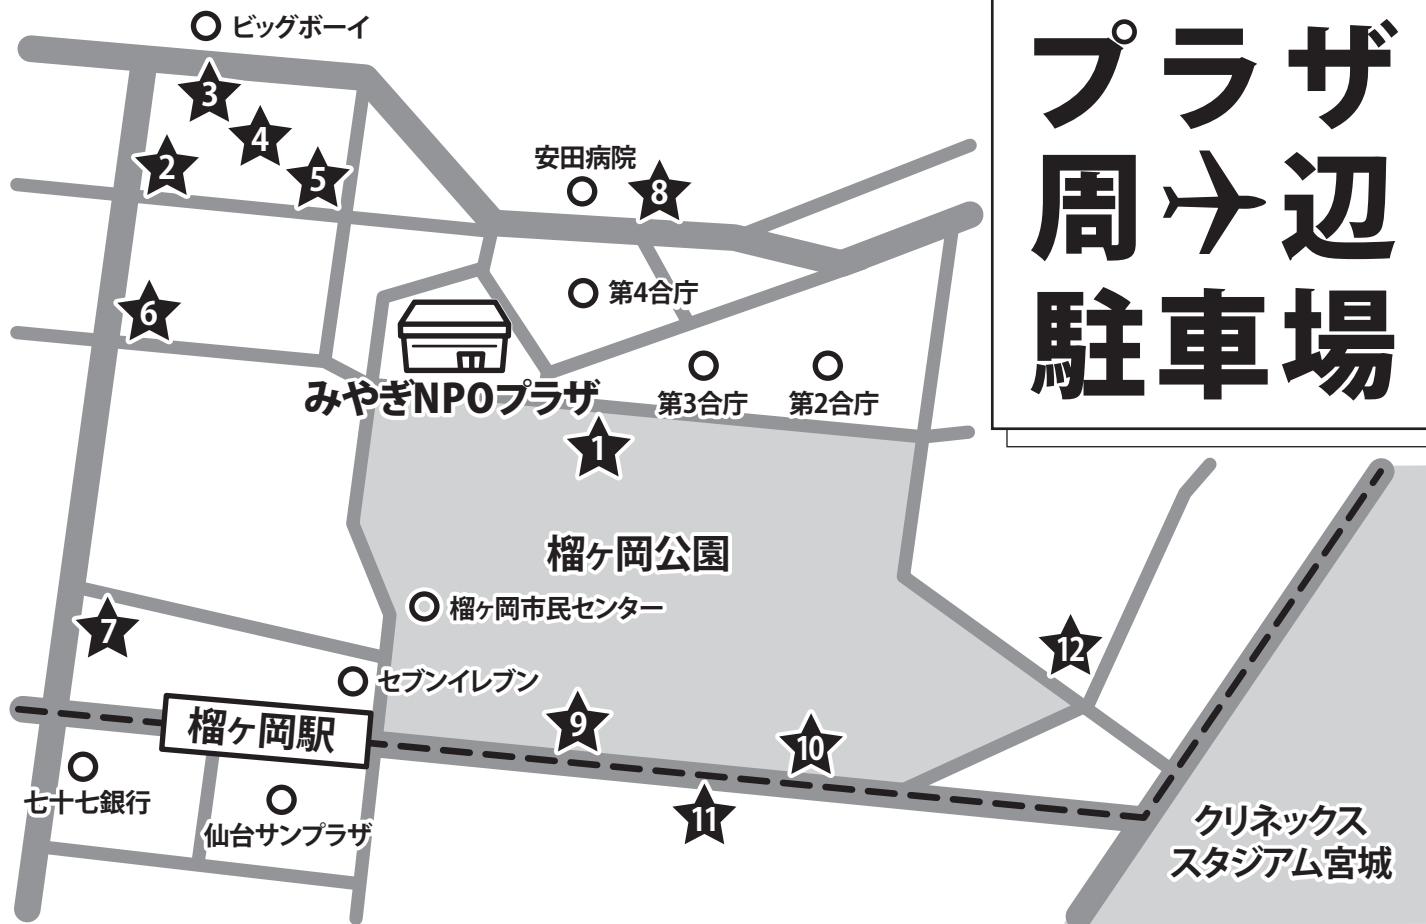 プラザ
周辺
駐車場
ビッグボーイ
3
4
2
5
安田病院
8
6
第4合庁
みやぎNPOプラザ
第3合庁
第2合庁
1
榴ヶ岡公園
榴ヶ岡市民センター
7
12
セブンイレブン
榴ヶ岡駅
9
10
七十七銀行
仙台サンプラザ
11
クリネックス
スタジアム宮城